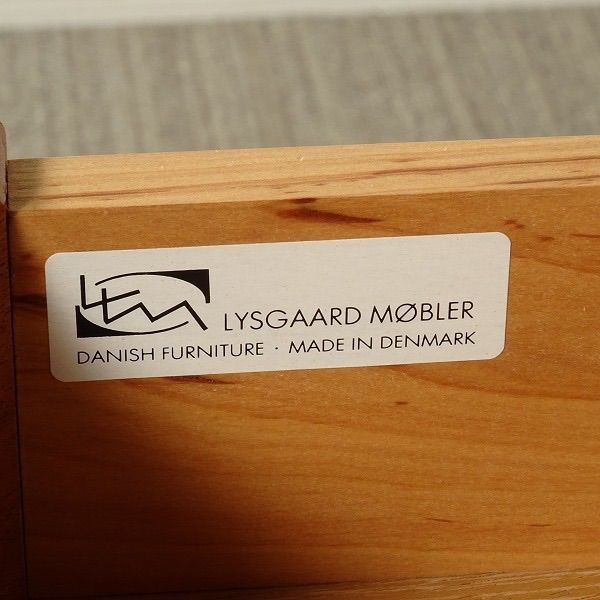 LYSGAARD MØBLER
DANISH FURNITURE · MADE IN DENMARK